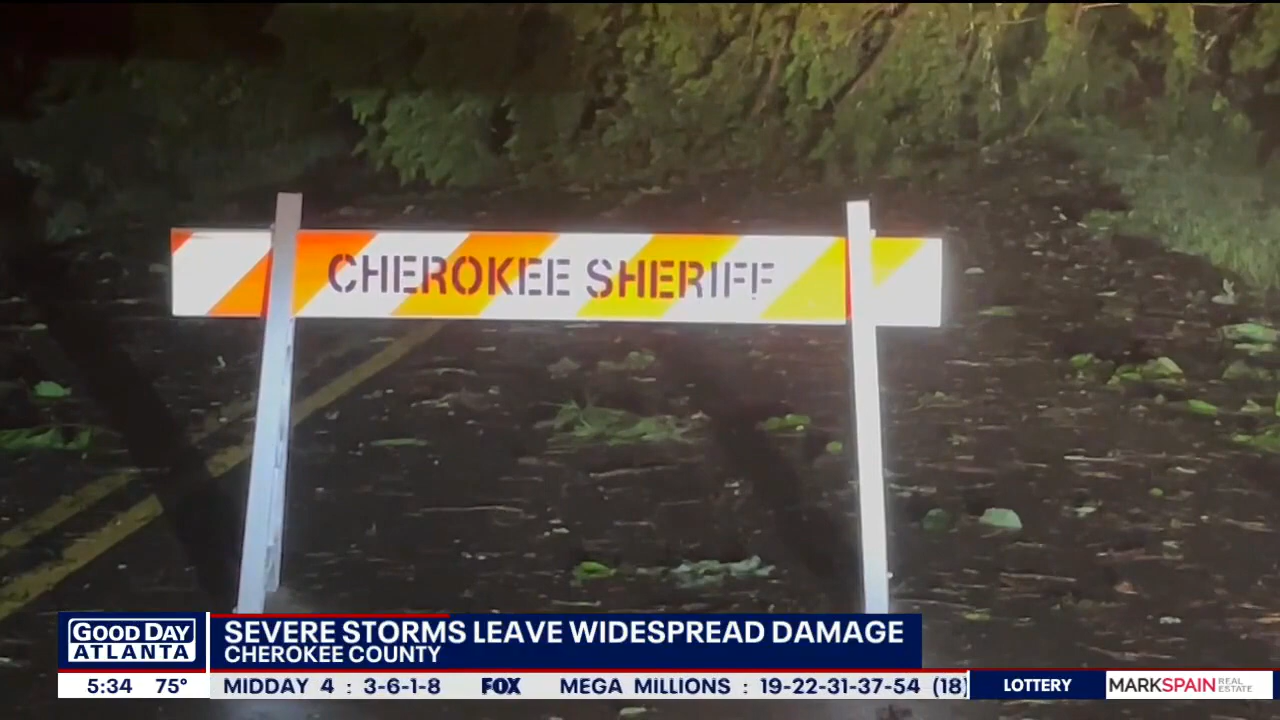 CHEROKEE SHERIFF
GOOD DAY
ATLANTA
SEVERE STORMS LEAVE WIDESPREAD DAMAGE
CHEROKEE COUNTY
5:34 75°
MIDDAY 4 : 3-6-1-8 FOX MEGA MILLIONS : 19-22-31-37-54 (18)
LOTTERY
MARKSPAIN REAL
ESTATE